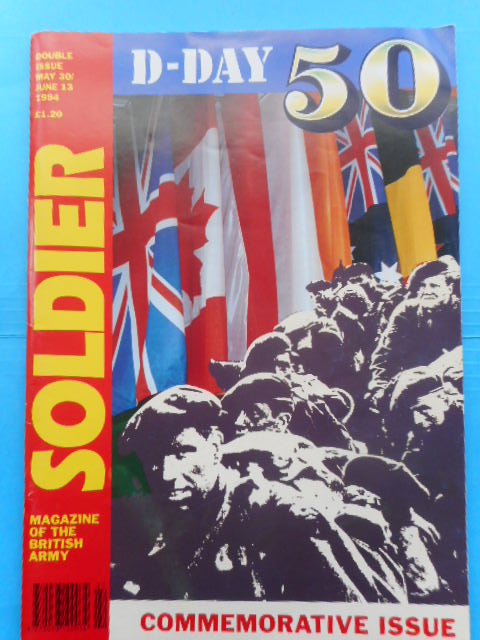 DOUBLE
ISSUE
MAY 30/
JUNE 13
1994
£1.20
D-DAY 50
SOLDIER
MAGAZINE
OF THE
BRITISH
ARMY
COMMEMORATIVE ISSUE